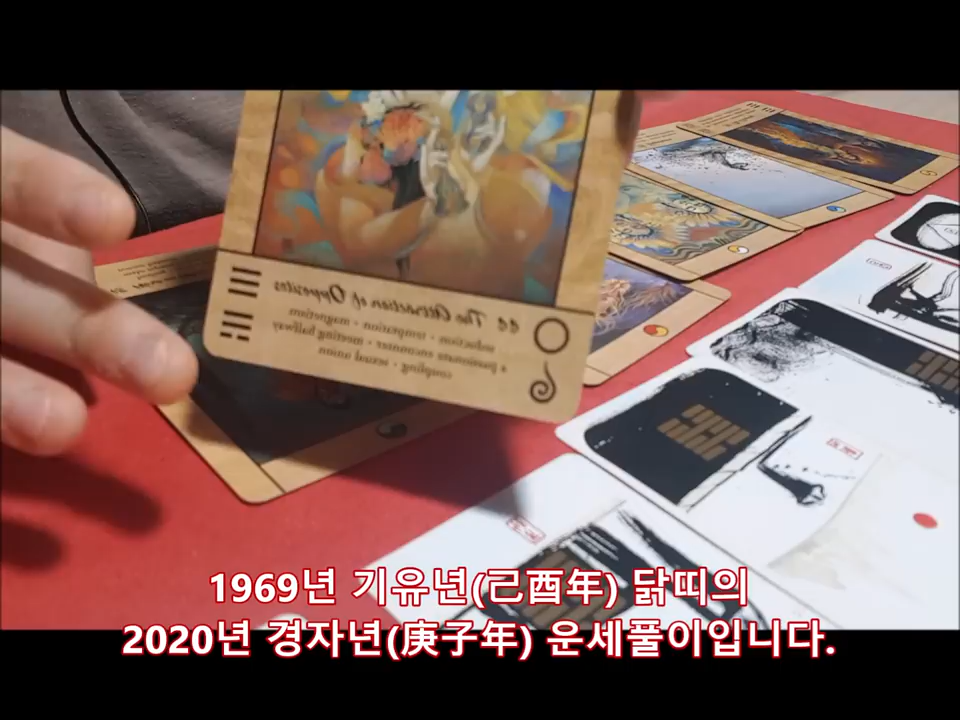 44 The Attraction of Opposites
seduction • temptation • magnetism
a passionate encounter • meeting halfway
coupling • sexual union
1969년 기유년(己酉年) 닭띠의
2020년 경자년(庚子年) 운세풀이입니다.